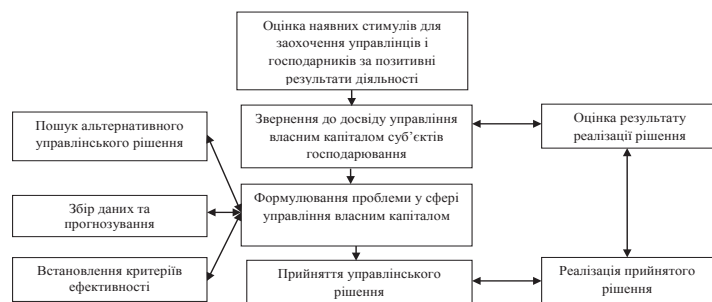 Оцінка наявних стимулів для
заохочення управлінців і
господарників за позитивні
результати діяльності
Звернення до досвіду управління
власним капіталом суб’єктів
господарювання
Оцінка результату
реалізації рішення
Пошук альтернативного
управлінського рішення
Формулювання проблеми у сфері
управління власним капіталом
Збір даних та
прогнозування
Встановлення критеріїв
ефективності
Прийняття управлінського
рішення
Реалізація прийнятого
рішення